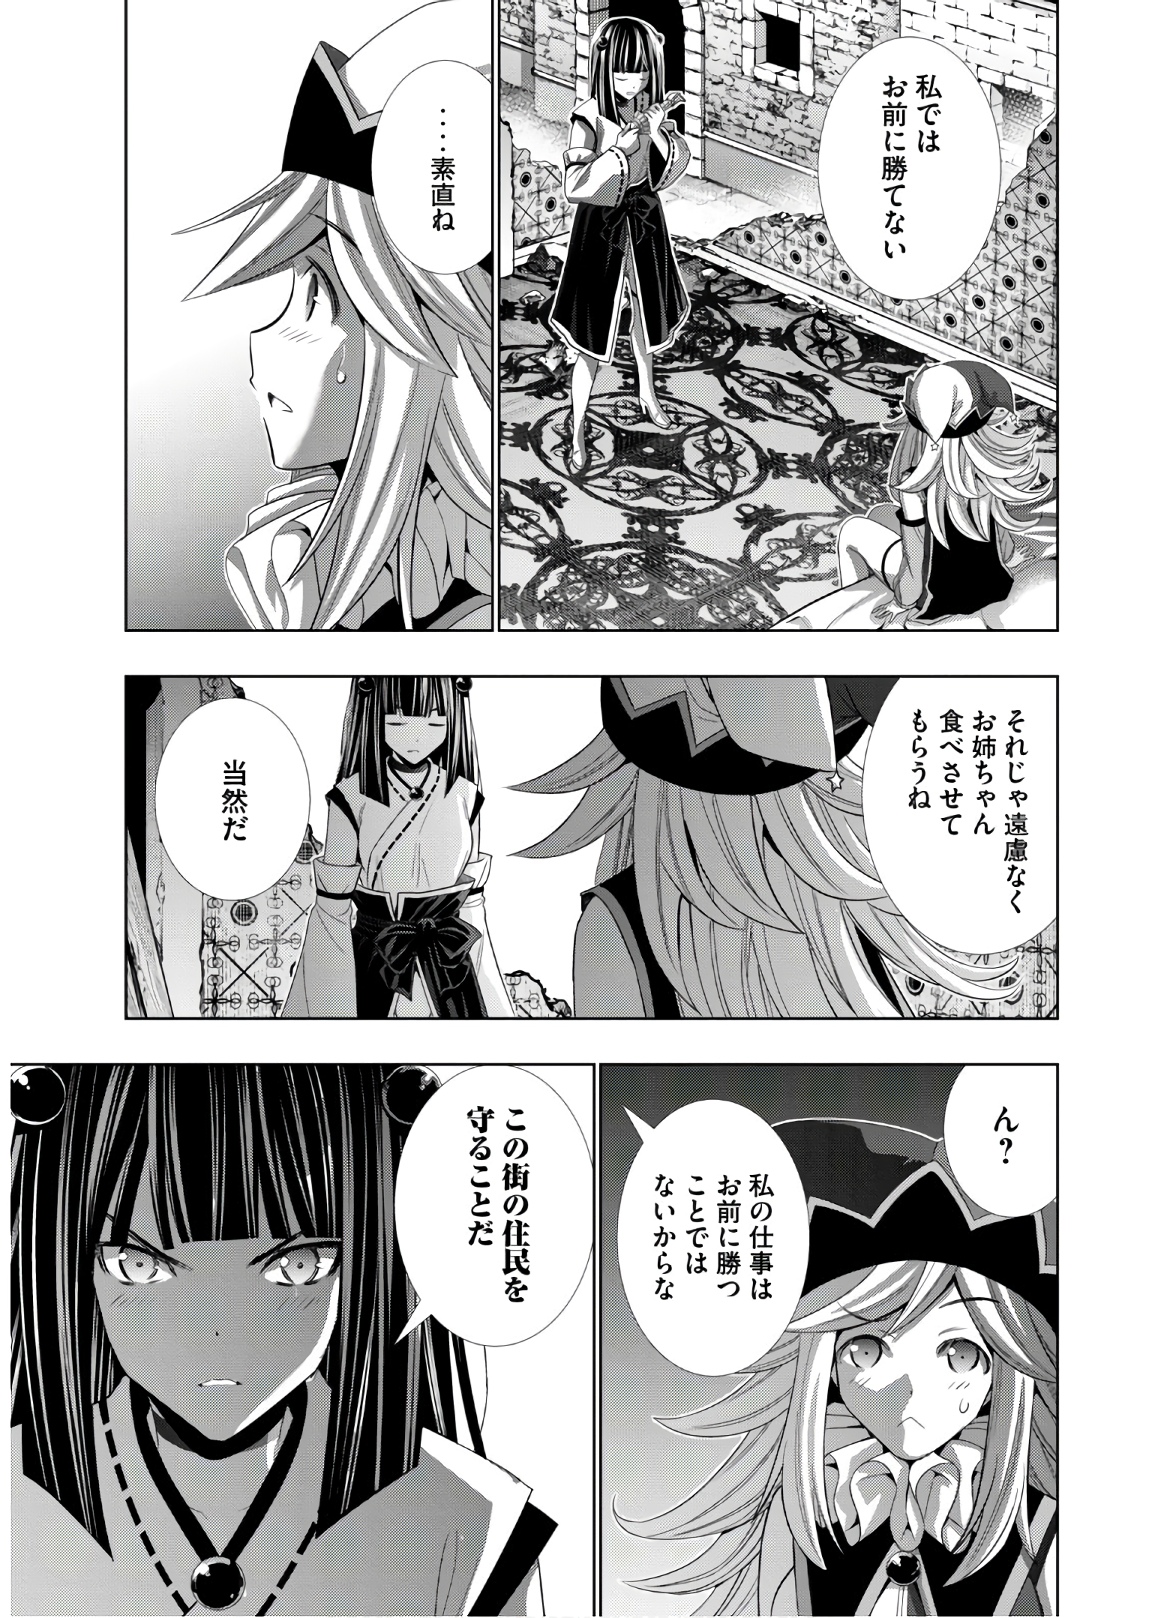 私では
お前に勝てない
‥‥素直ね
それじゃ遠慮なく
お姉ちゃん
食べさせて
もらうね
当然だ
ん？
私の仕事は
お前に勝つ
ことでは
ないからな
この街の住民を
守ることだ